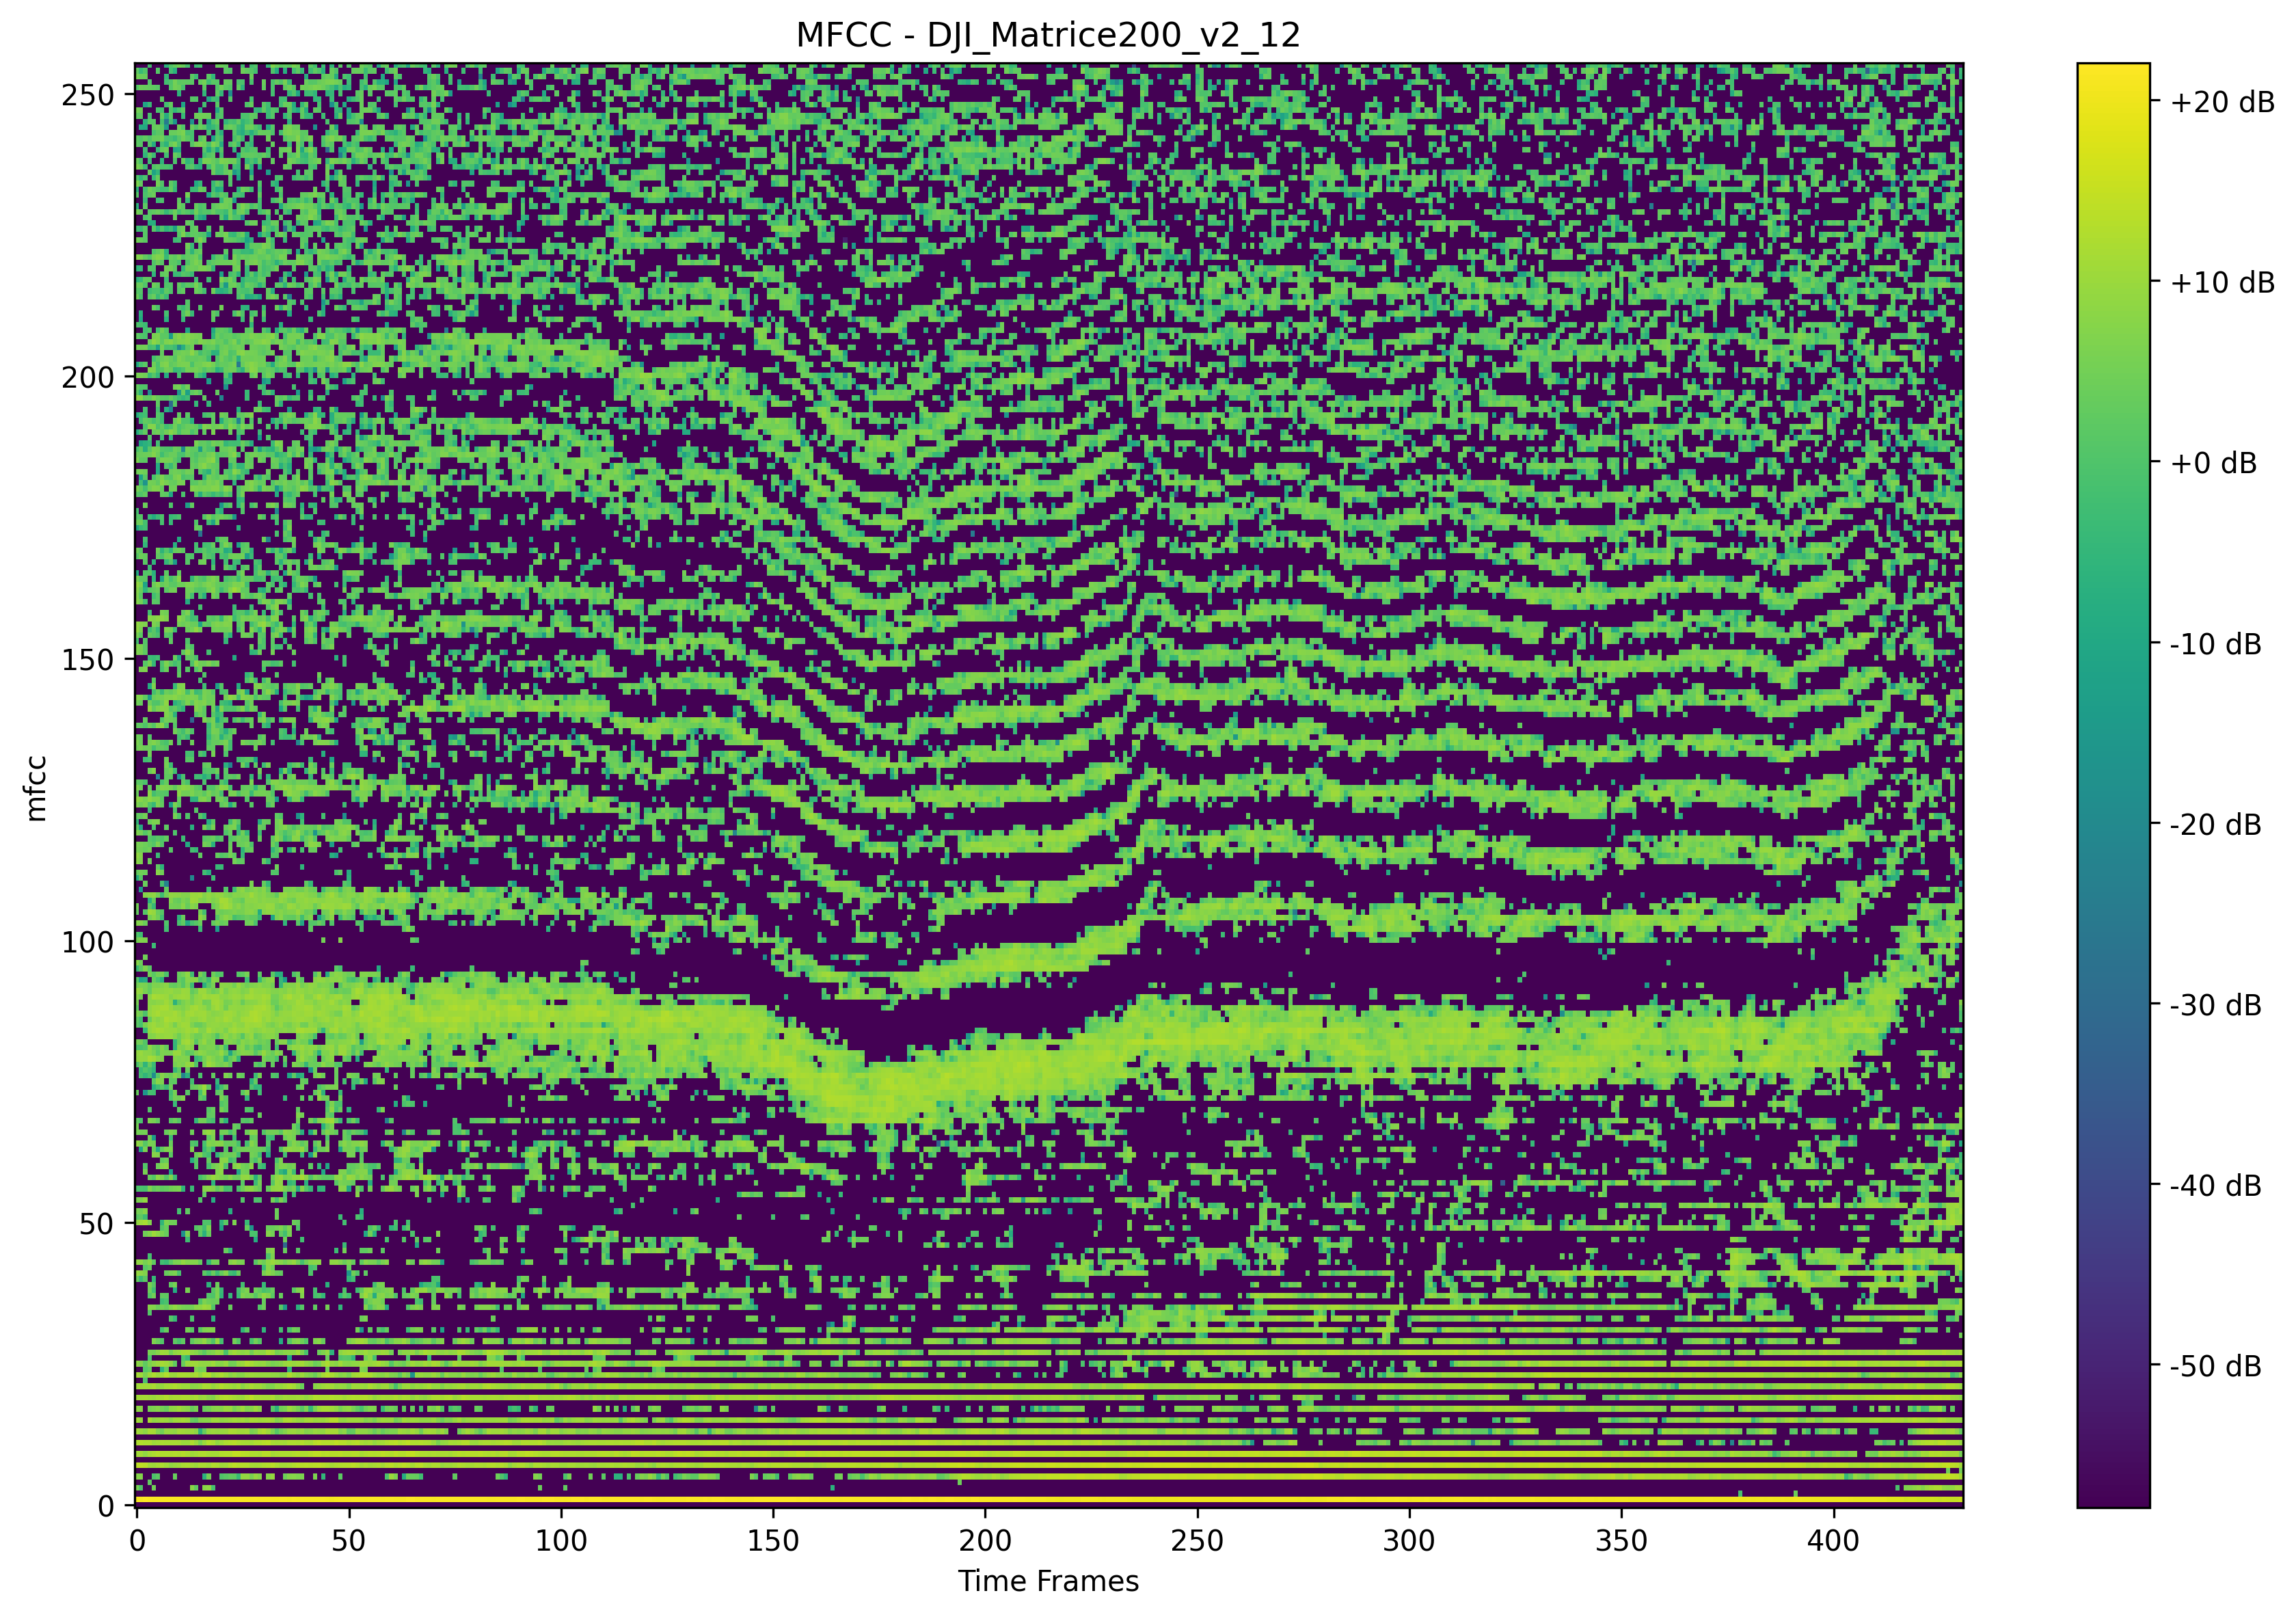 MFCC - DJI_Matrice200_v2_12
250
200
150
100
50
0
mfcc
0
50
100
150
200
250
300
350
400
Time Frames
+20 dB
+10 dB
+0 dB
-10 dB
-20 dB
-30 dB
-40 dB
-50 dB